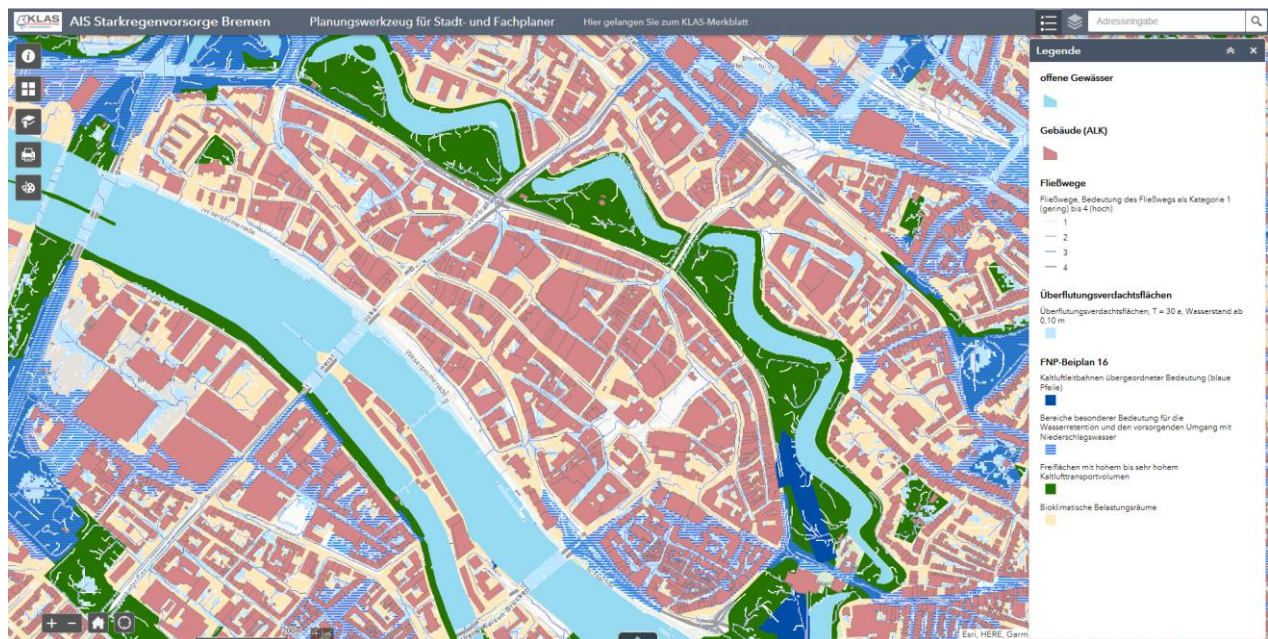 KLAS
AIS Starkregenvorsorge Bremen
Planungswerkzeug für Stadt- und Fachplaner
Hier gelangen Sie zum KLAS-Merkblatt
Adresseingabe
Legende
offene Gewässer
Gebäude (ALK)
Fließwege
Fließwege, Bedeutung des Fließwegs als Kategorie 1
(gering) bis 4 (hoch)
1
2
3
4
Überflutungsverdachtsflächen
Überflutungsverdachtsflächen, T = 30 a, Wasserstand ab
0,10 m
FNP-Beiplan 16
Kaltluftleitbahnen übergeordneter Bedeutung (blaue
Pfeile)
Bereiche besonderer Bedeutung für die
Wasserretention und den vorsorgenden Umgang mit
Niederschlagswasser
Freiflächen mit hohem bis sehr hohem
Kaltlufttransportvolumen
Bioklimatische Belastungsräume
Weserpromenade
Weserpromenade
Esri, HERE, Garm